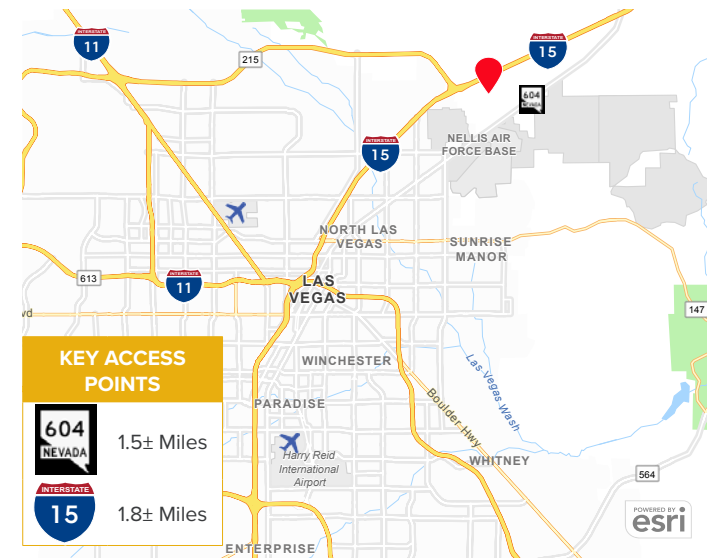 INTERSTATE
11
215
INTERSTATE
15
604
NELLIS AIR
FORCE BASE
INTERSTATE
15
NORTH LAS
VEGAS
SUNRISE
MANOR
613
INTERSTATE
11
LAS
VEGAS
vd
147
KEY ACCESS
POINTS
604
NEVADA
1.5± Miles
INTERSTATE
15
1.8± Miles
WINCHESTER
Las Vegas Wash
Boulder Hwy
PARADISE
Harry Reid
International
Airport
WHITNEY
564
ENTERPRISE
POWERED BY
esri